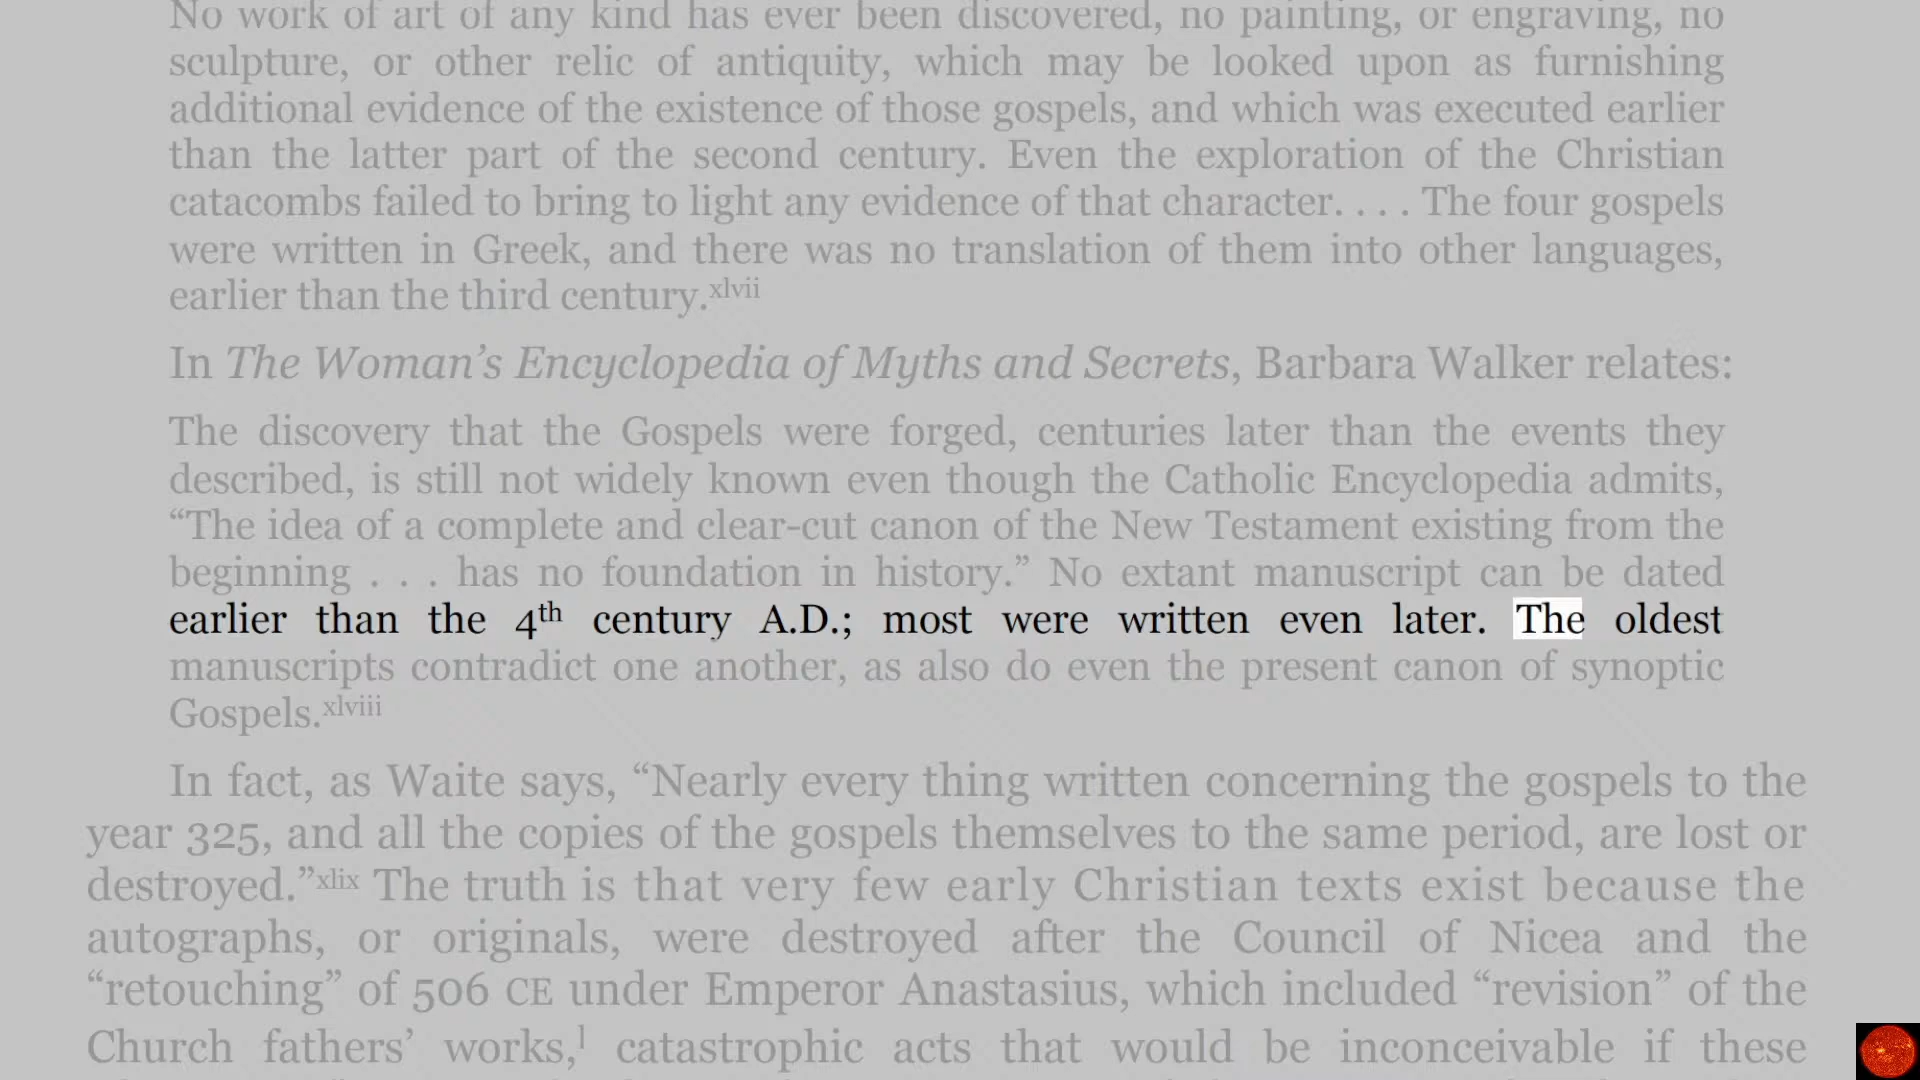 No work of art of any kind has ever been discovered, no painting, or engraving, no
sculpture, or other relic of antiquity, which may be looked upon as furnishing
additional evidence of the existence of those gospels, and which was executed earlier
than the latter part of the second century. Even the exploration of the Christian
catacombs failed to bring to light any evidence of that character. . . . The four gospels
were written in Greek, and there was no translation of them into other languages,
earlier than the third century.xlvii
In The Woman’s Encyclopedia of Myths and Secrets, Barbara Walker relates:
The discovery that the Gospels were forged, centuries later than the events they
described, is still not widely known even though the Catholic Encyclopedia admits,
“The idea of a complete and clear-cut canon of the New Testament existing from the
beginning . . . has no foundation in history.” No extant manuscript can be dated
earlier than the 4th century A.D.; most were written even later. The oldest
manuscripts contradict one another, as also do even the present canon of synoptic
Gospels.xlviii
In fact, as Waite says, “Nearly every thing written concerning the gospels to the
year 325, and all the copies of the gospels themselves to the same period, are lost or
destroyed.”xlix The truth is that very few early Christian texts exist because the
autographs, or originals, were destroyed after the Council of Nicea and the
“retouching” of 506 CE under Emperor Anastasius, which included “revision” of the
Church fathers’ works,l catastrophic acts that would be inconceivable if these